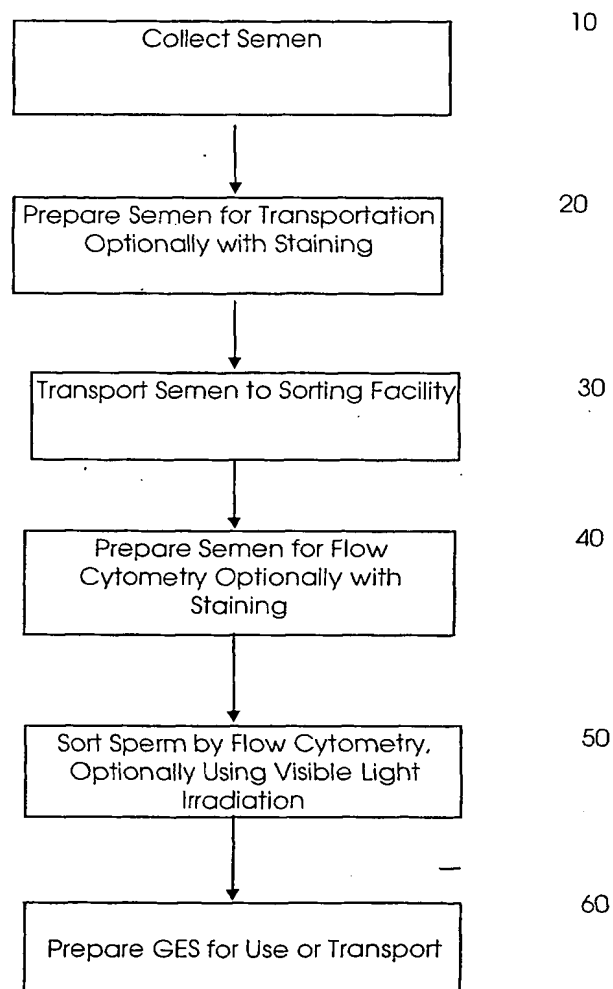 Collect Semen
10
Prepare Semen for Transportation
Optionally with Staining
20
Transport Semen to Sorting Facility
30
Prepare Semen for Flow
Cytometry Optionally with
Staining
40
Sort Sperm by Flow Cytometry,
Optionally Using Visible Light
Irradiation
50
Prepare GES for Use or Transport
60